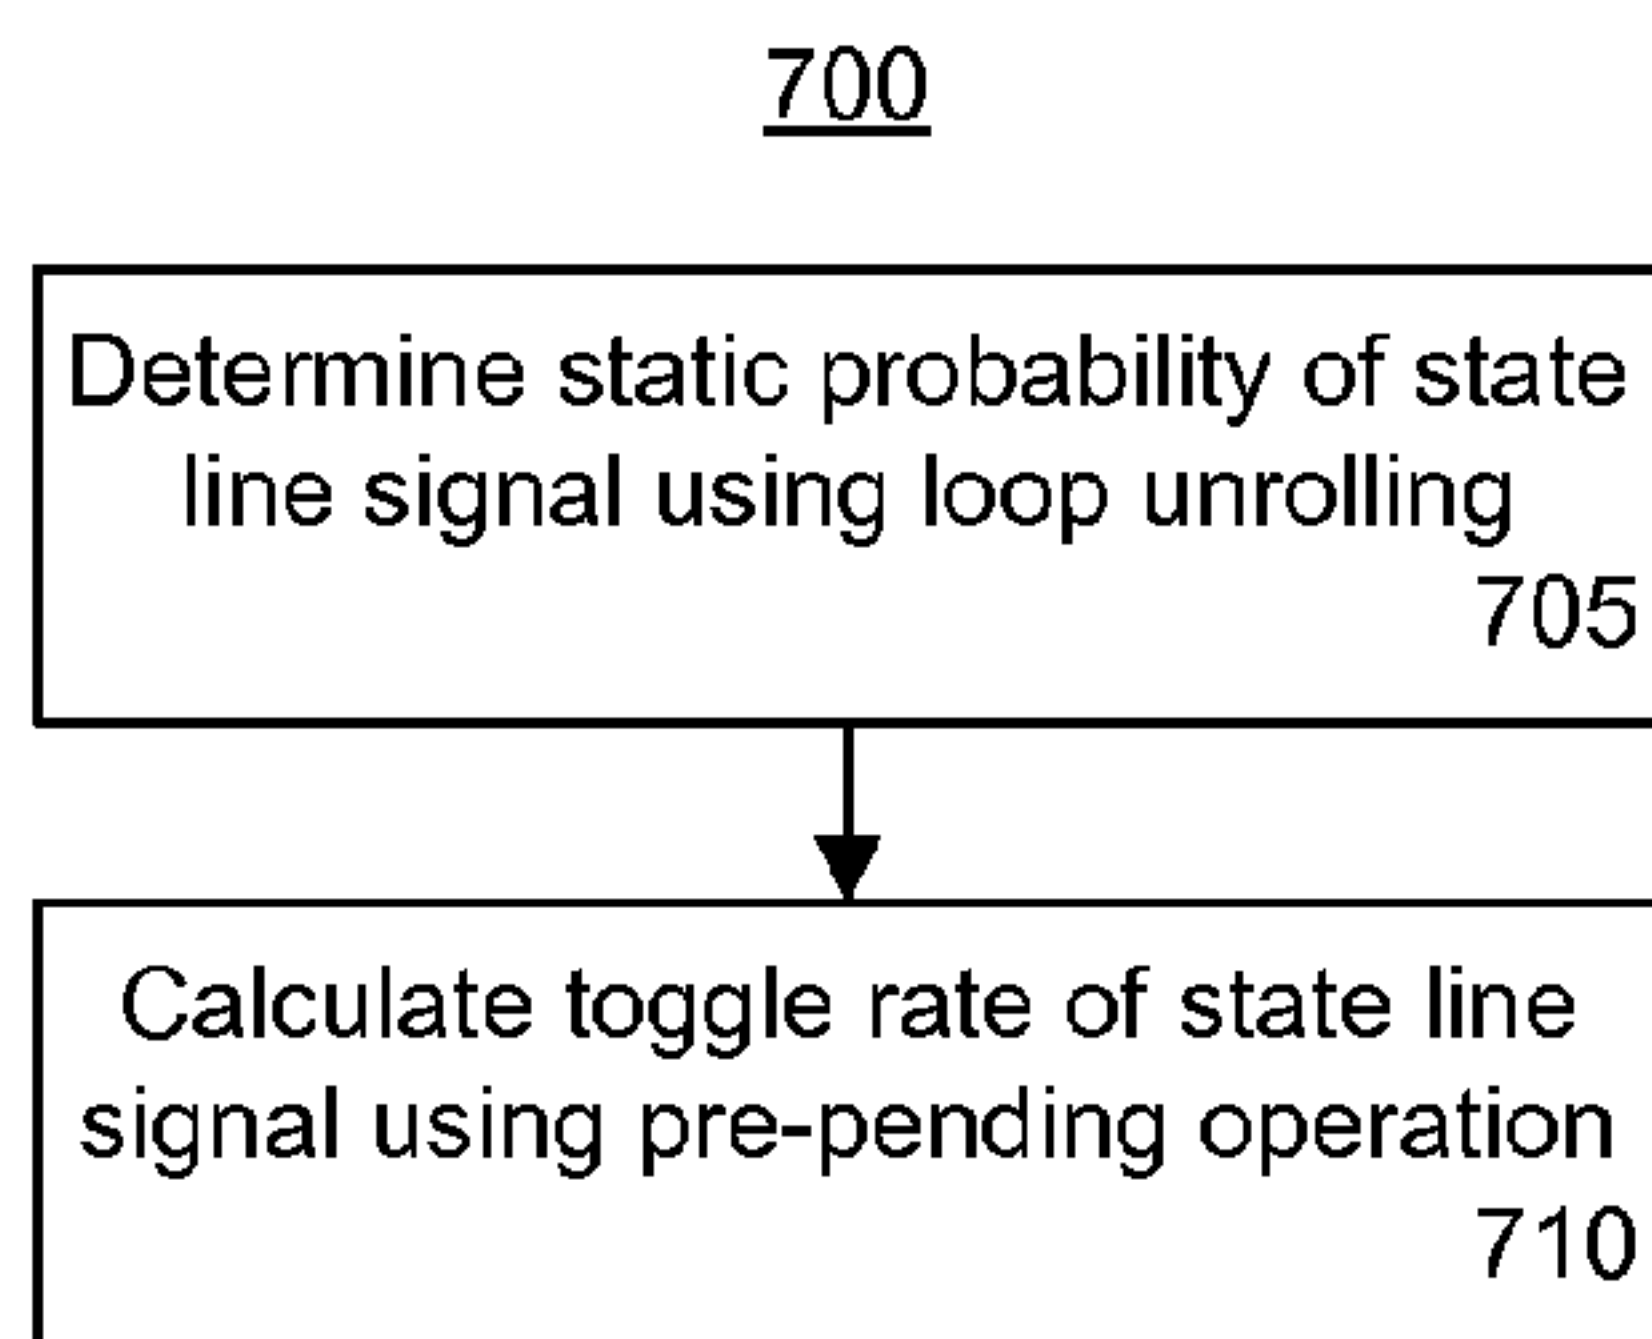 700
Determine static probability of state
line signal using loop unrolling
705
Calculate toggle rate of state line
signal using pre-pending operation
710